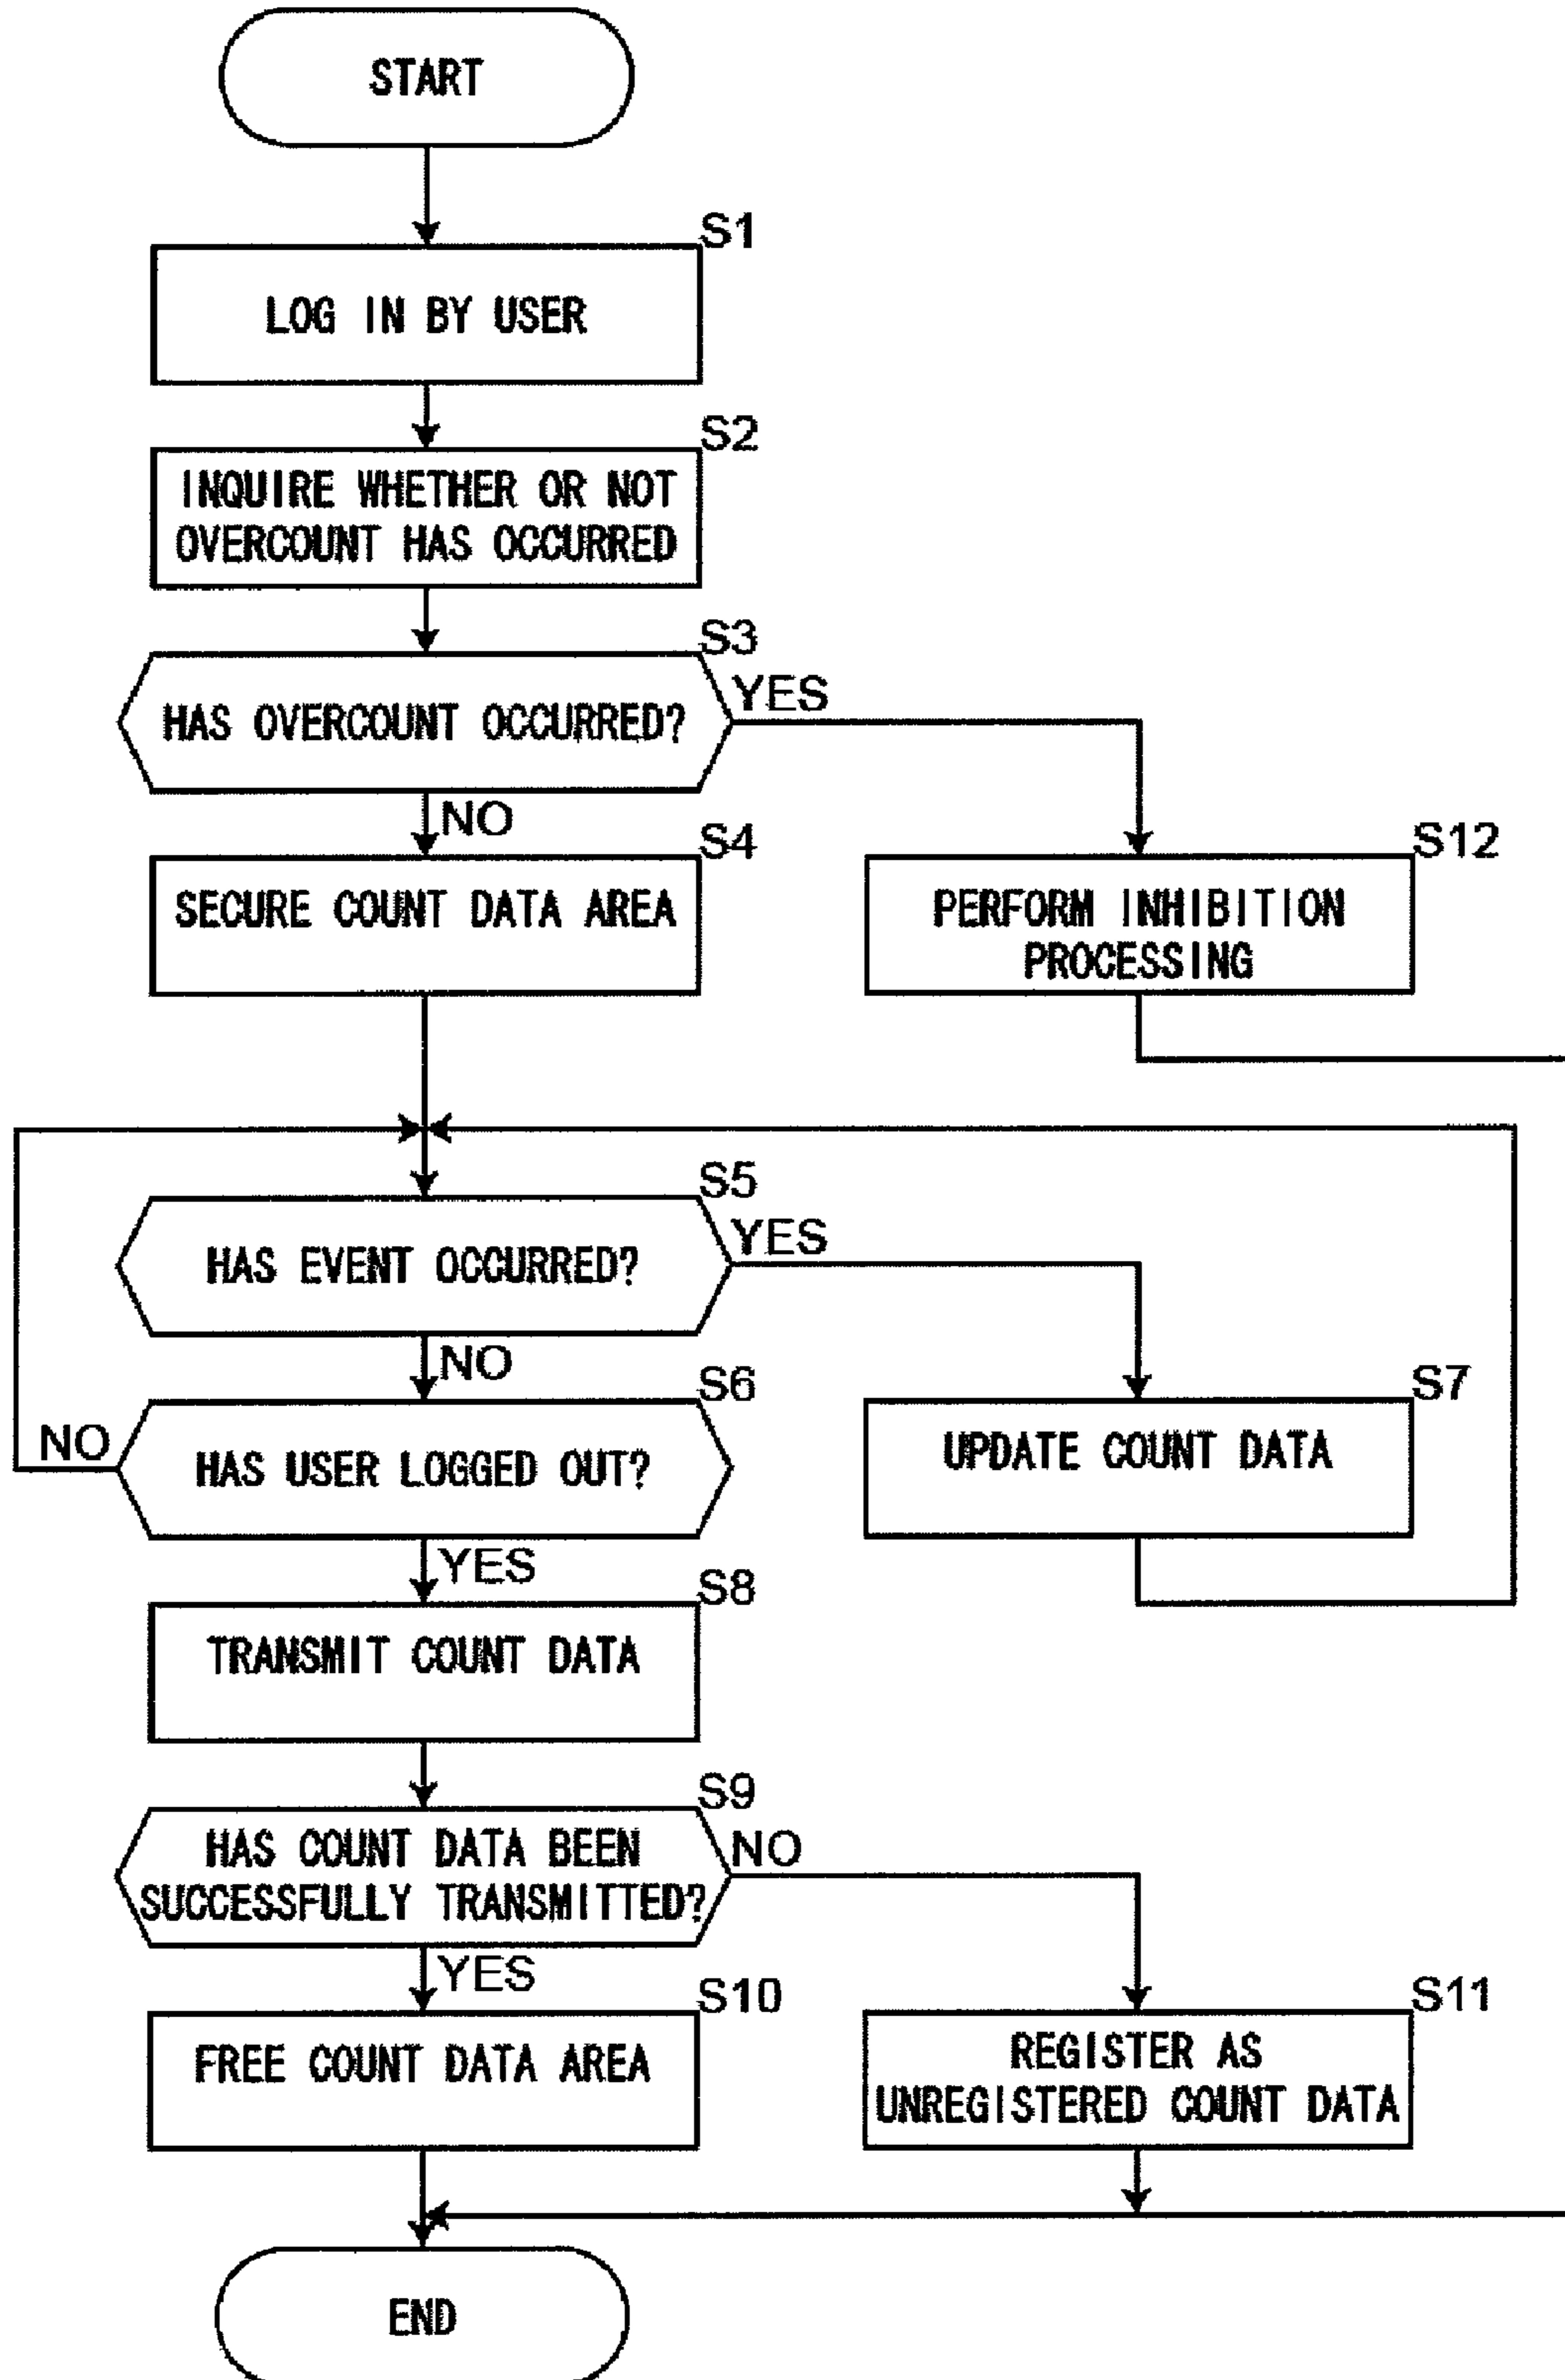 START
S1
LOG IN BY USER
S2
INQUIRE WHETHER OR NOT
OVERCOUNT HAS OCCURRED
S3
HAS OVERCOUNT OCCURRED?
YES
NO
S4
SECURE COUNT DATA AREA
S12
PERFORM INHIBITION
PROCESSING
S5
HAS EVENT OCCURRED?
YES
NO
S6
HAS USER LOGGED OUT?
NO
YES
S7
UPDATE COUNT DATA
S8
TRANSMIT COUNT DATA
S9
HAS COUNT DATA BEEN
SUCCESSFULLY TRANSMITTED?
NO
YES
S10
FREE COUNT DATA AREA
S11
REGISTER AS
UNREGISTERED COUNT DATA
END